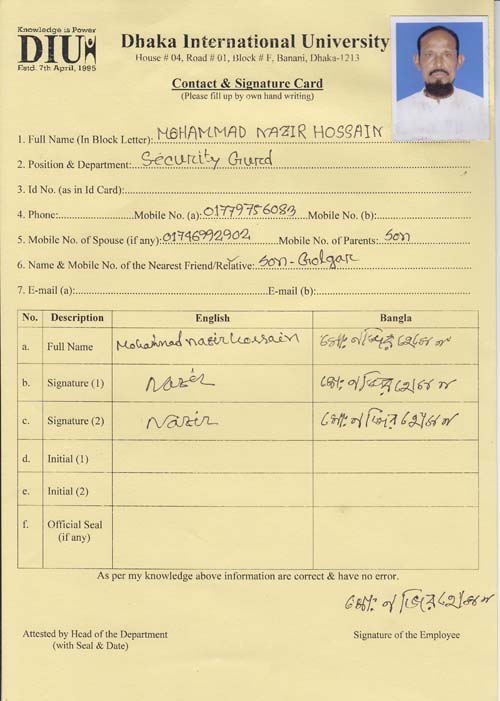 Knowledge is Power
DIU
Estd. 7th April, 1995
Dhaka International University
House # 04, Road # 01, Block # F, Banani, Dhaka-1213
Contact & Signature Card
(Please fill up by own hand writing)
1. Full Name (In Block Letter): MOHAMMAD NAZIR HOSSAIN
2. Position & Department: Security Gurd
3. Id No. (as in Id Card):
4. Phone: Mobile No. (a): 01779756083 Mobile No. (b):
5. Mobile No. of Spouse (if any): 01746992902 Mobile No. of Parents: Son
6. Name & Mobile No. of the Nearest Friend/Relative: Son-Golgar
7. E-mail (a): E-mail (b):
No. Description English Bangla
a. Full Name Mohammad nazir Hossain মোঃ নজির হোসেন
b. Signature (1) Nazir মোঃ নজির হোসেন
c. Signature (2) Nazir মোঃ নজির হোসেন
d. Initial (1)
e. Initial (2)
f. Official Seal
(if any)
As per my knowledge above information are correct & have no error.
মোঃ নজির হোসেন
Attested by Head of the Department Signature of the Employee
(with Seal & Date)